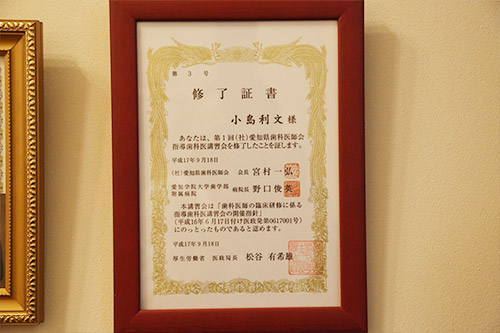 第 3 号
修了証書
小島利文 様
あなたは、第1回(社)愛知県歯科医師会
指導歯科医講習会を修了したことを証します。
平成17年9月18日
(社)愛知県歯科医師会 会長 宮村一弘
愛知学院大学歯学部
附属病院 病院長 野口俊英
本講習会は「歯科医師の臨床研修に係る
指導歯科医講習会の開催指針」
(平成16年6月17日付け医政発第0617001号)
にのっとったものであると認めます。
平成17年9月18日
厚生労働省 医政局長 松谷有希雄